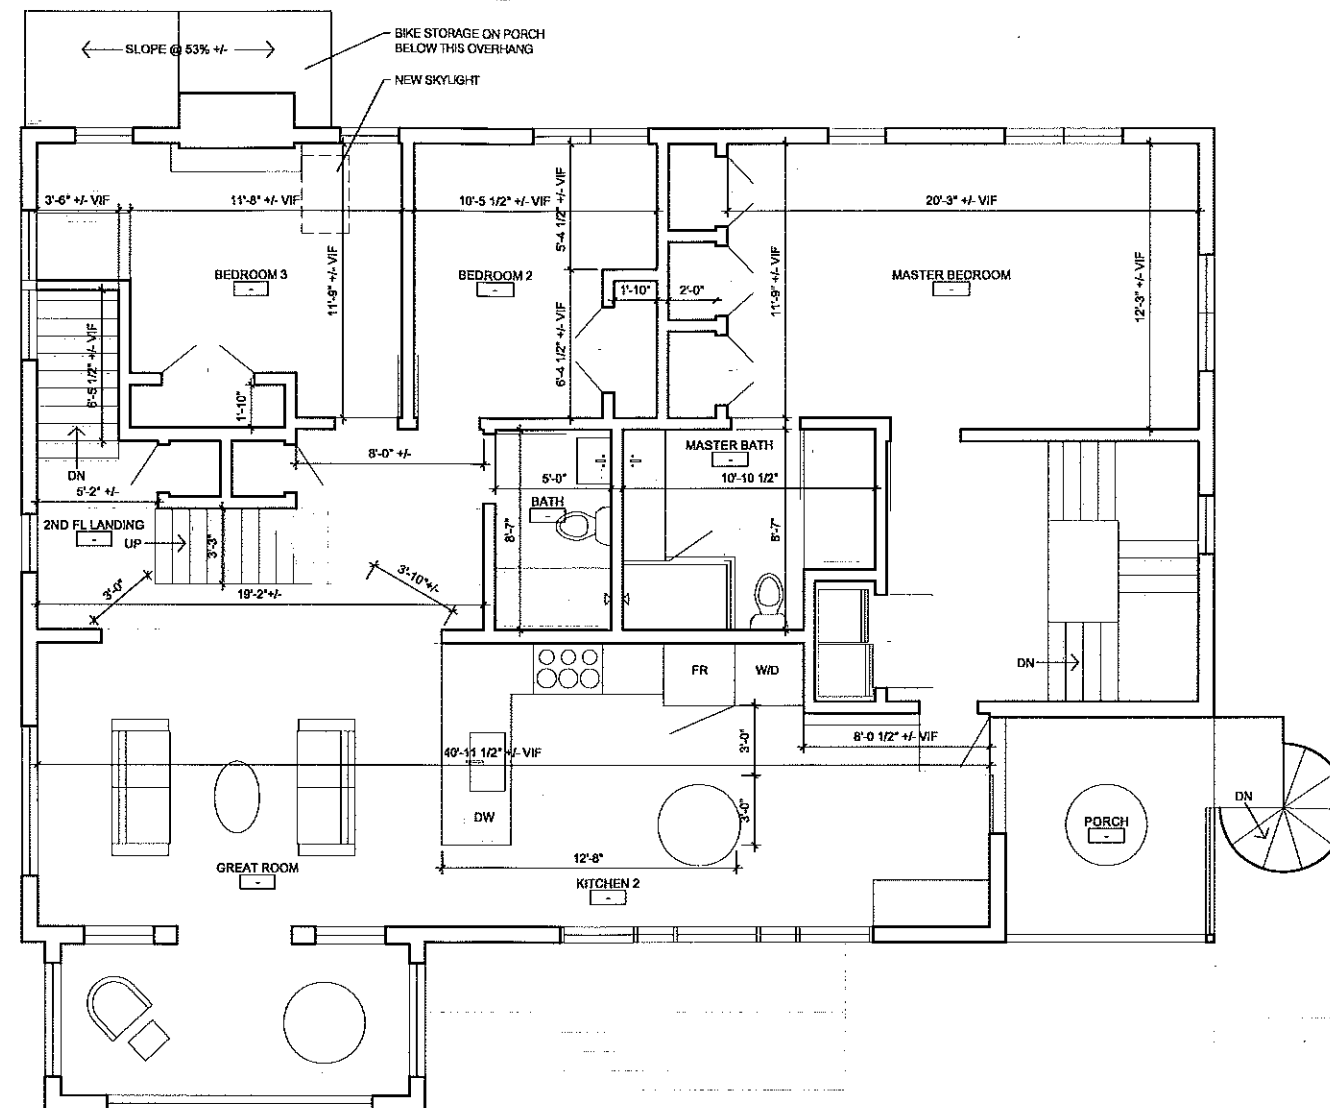 BIKE STORAGE ON PORCH
BELOW THIS OVERHANG
SLOPE @ 53% +/-
NEW SKYLIGHT
3'-6" +/- VIF
11'-8" +/- VIF
10'-5 1/2" +/- VIF
5'-4 1/2" +/- VIF
20'-3" +/- VIF
BEDROOM 3
-
11'-9" +/- VIF
BEDROOM 2
-
1'-10"
2'-0"
11'-9" +/- VIF
MASTER BEDROOM
-
12'-3" +/- VIF
6'-5 1/2" +/- VIF
6'-4 1/2" +/- VIF
1'-10"
DN
8'-0" +/-
MASTER BATH
-
5'-2" +/-
5'-0"
10'-10 1/2"
2ND FL LANDING
-
UP
3'-3"
8'-7"
BATH
-
3'-0"
3'-10"+/-
19'-2"+/-
FR
W/D
DN
40'-11 1/2" +/- VIF
3'-0"
8'-0 1/2" +/- VIF
DW
3'-0"
PORCH
-
DN
GREAT ROOM
-
12'-8"
KITCHEN 2
-